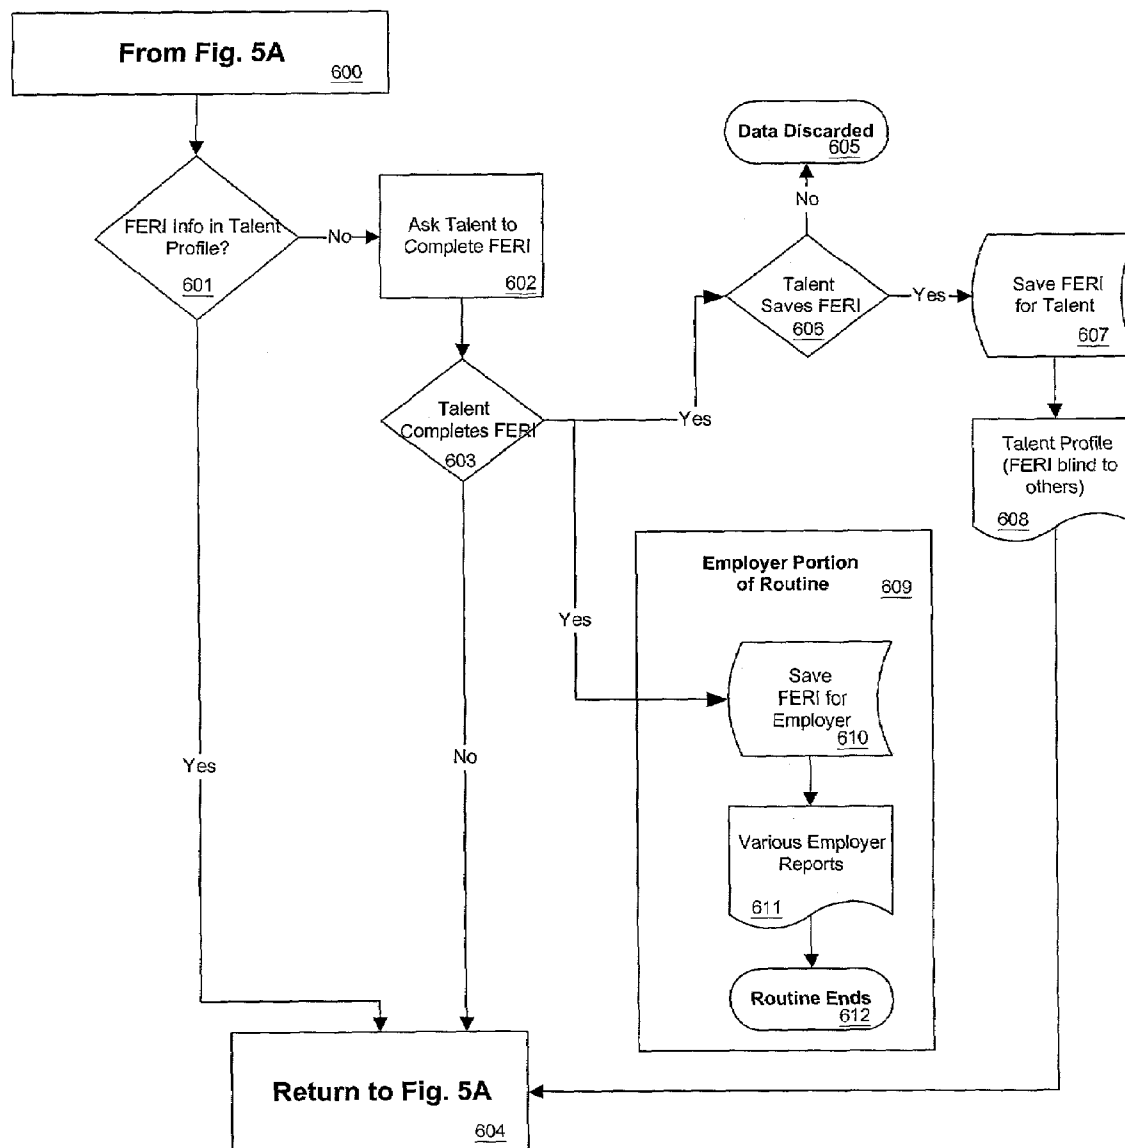 From Fig. 5A
600
FERI Info in Talent
Profile?
601
No
Ask Talent to
Complete FERI
602
Talent
Completes FERI
603
Yes
Data Discarded
605
No
Talent
Saves FERI
606
Yes
Save FERI
for Talent
607
Talent Profile
(FERI blind to
others)
608
Employer Portion
of Routine
609
Yes
Save
FERI for
Employer
610
Various Employer
Reports
611
Routine Ends
612
Yes
No
Return to Fig. 5A
604